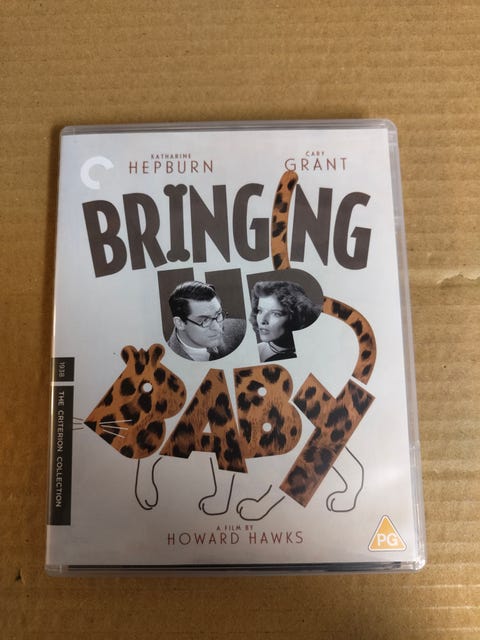 KATHARINE
HEPBURN
CARY
GRANT
BRINGING
UP
BABY
1938
THE CRITERION COLLECTION
A FILM BY
HOWARD HAWKS
PG